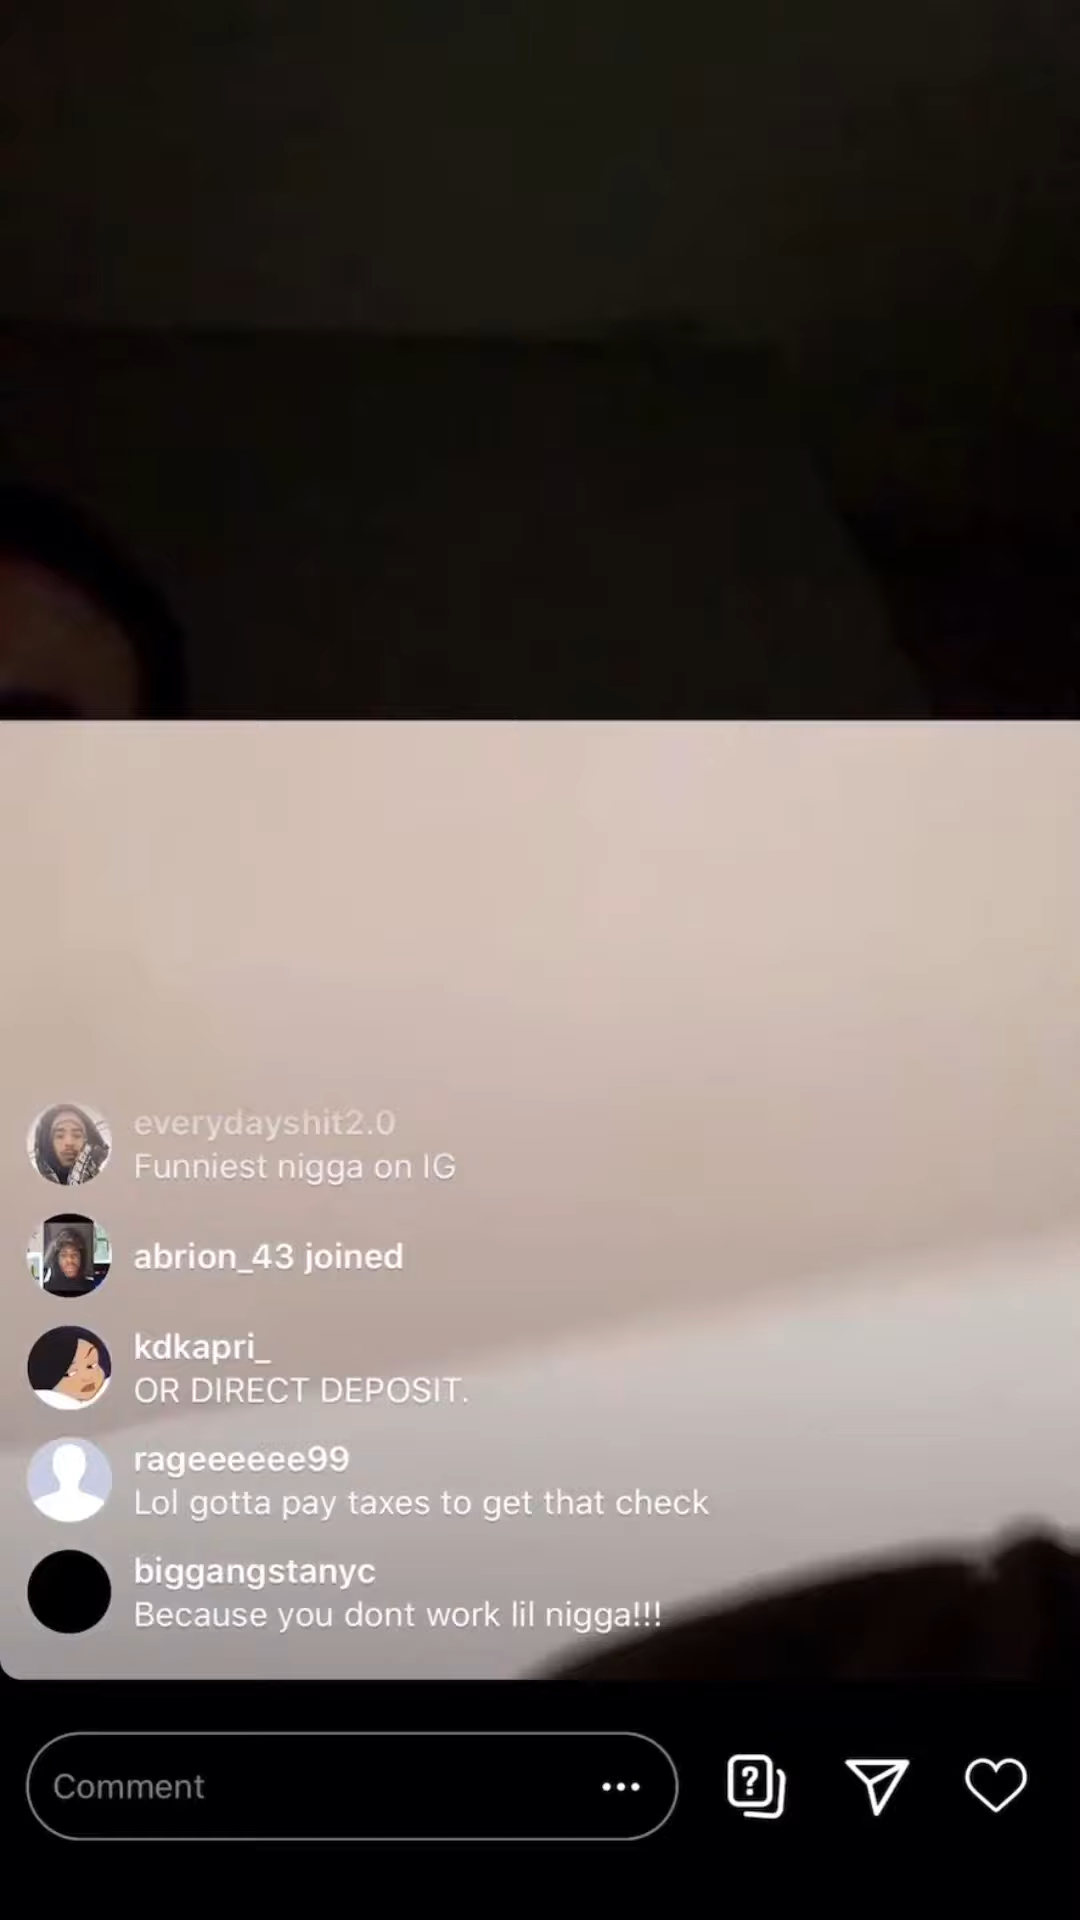 everydayshit2.0
Funniest nigga on IG
abrion_43 joined
kdkapri_
OR DIRECT DEPOSIT.
rageeeeee99
Lol gotta pay taxes to get that check
biggangstanyc
Because you dont work lil nigga!!!
Comment